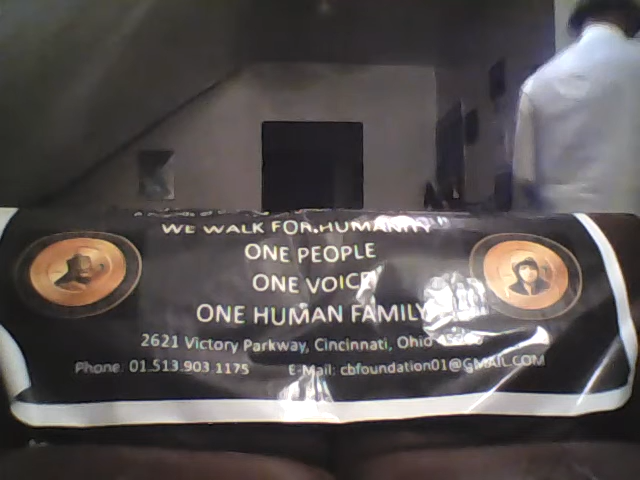 WE WALK FOR HUMANITY"
ONE PEOPLE
ONE VOICE
ONE HUMAN FAMILY
2621 Victory Parkway, Cincinnati, Ohio
Phone: 01.513.903.1175 E-Mail: cbfoundation01@GMAIL.COM